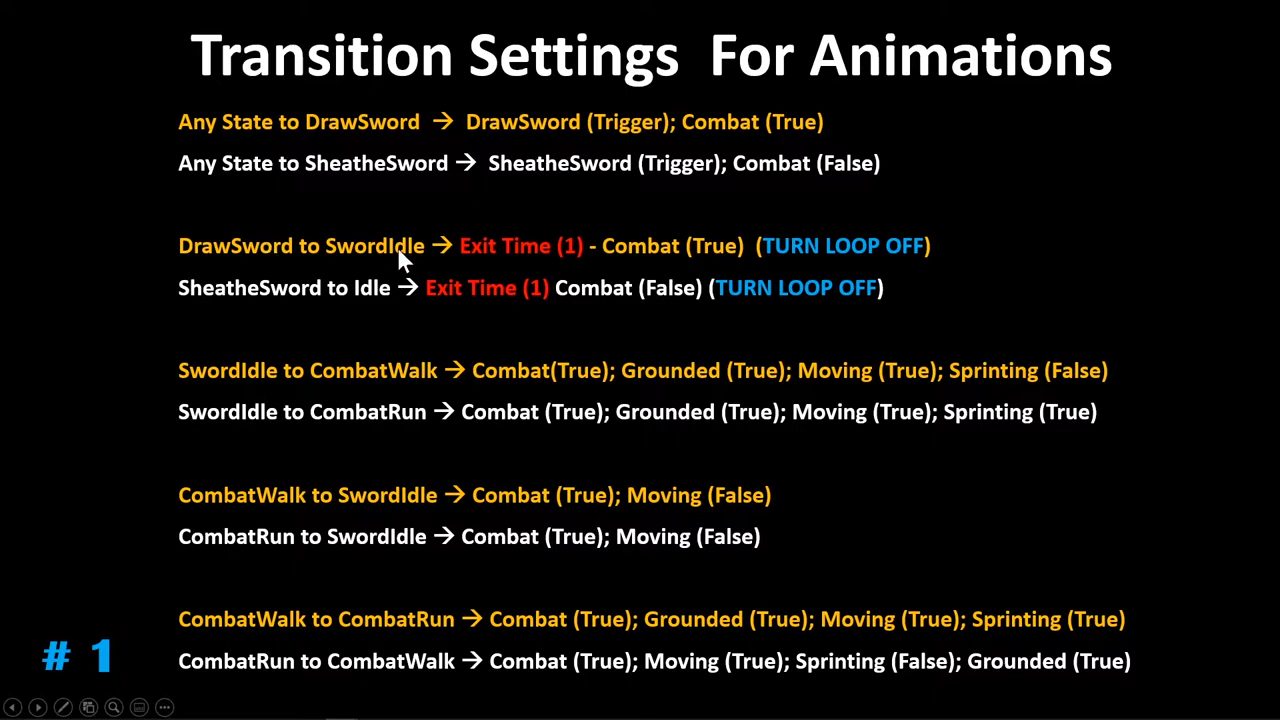 Transition Settings  For Animations
Any State to DrawSword → DrawSword (Trigger); Combat (True)
Any State to SheatheSword → SheatheSword (Trigger); Combat (False)
DrawSword to SwordIdle → Exit Time (1) - Combat (True)  (TURN LOOP OFF)
SheatheSword to Idle → Exit Time (1) Combat (False) (TURN LOOP OFF)
SwordIdle to CombatWalk → Combat(True); Grounded (True); Moving (True); Sprinting (False)
SwordIdle to CombatRun → Combat (True); Grounded (True); Moving (True); Sprinting (True)
CombatWalk to SwordIdle → Combat (True); Moving (False)
CombatRun to SwordIdle → Combat (True); Moving (False)
CombatWalk to CombatRun → Combat (True); Grounded (True); Moving (True); Sprinting (True)
CombatRun to CombatWalk → Combat (True); Moving (True); Sprinting (False); Grounded (True)
# 1